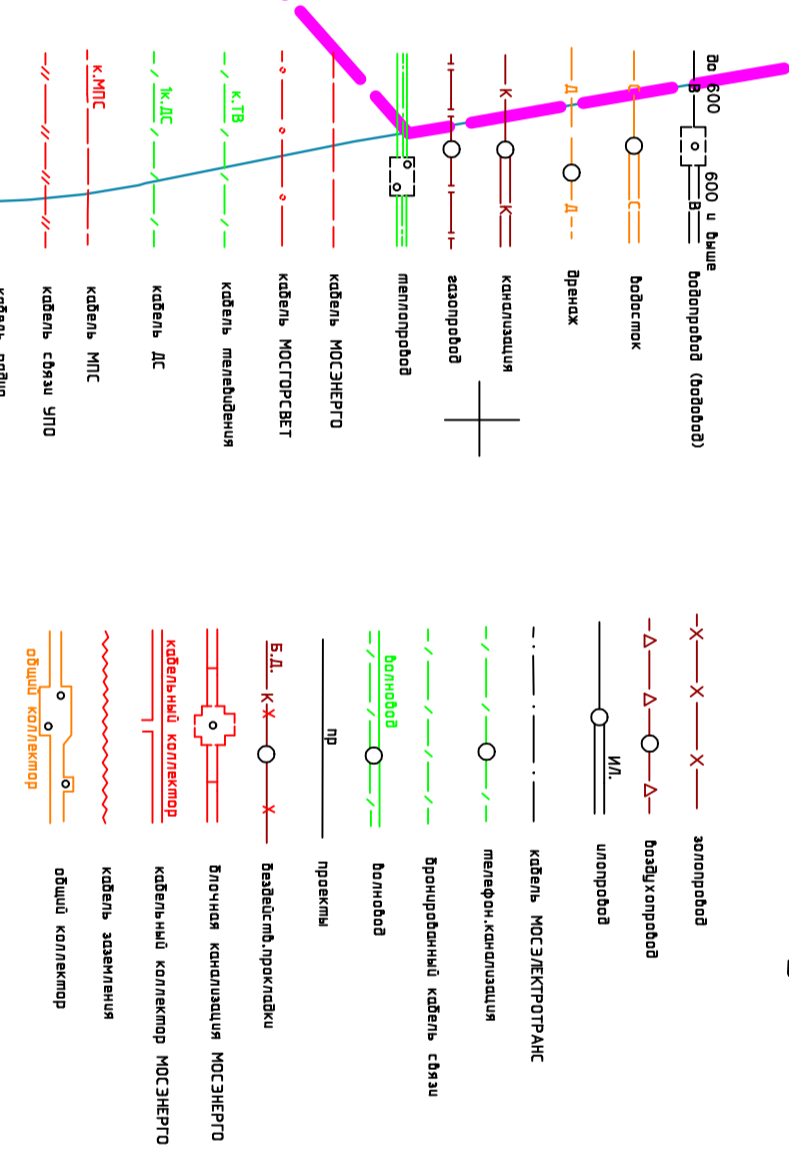 до 600
600 и выше
В
В
водопровод (водовод)
С
С
водосток
Д
Д
дренаж
К
К
канализация
газопровод
теплопровод
кабель МОСЭНЕРГО
кабель МОСГОРСВЕТ
к.ТВ
кабель телевидения
1к.ДС
кабель ДС
к.МПС
кабель МПС
кабель связи УПО
кабель радио
золопровод
воздухопровод
ИЛ.
илопровод
кабель МОСЭЛЕКТРОТРАНС
телефон.канализация
бронированный кабель связи
волновод
волновод
пр
проекты
Б.Д.
К
бездейств.прокладки
блочная канализация МОСЭНЕРГО
кабельный коллектор
кабельный коллектор МОСЭНЕРГО
кабель заземления
общий коллектор
общий коллектор